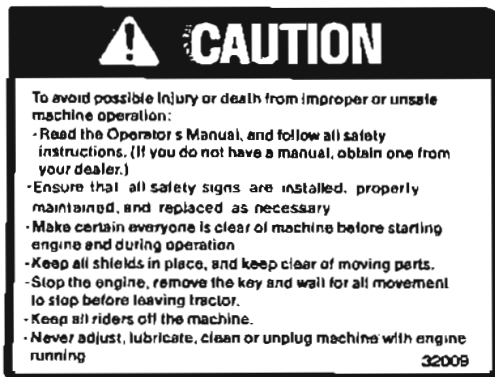 CAUTION
To avoid possible injury or death from improper or unsafe
machine operation:
- Read the Operator s Manual, and follow all safety
instructions. (If you do not have a manual, obtain one from
your dealer.)
- Ensure that all safety signs are installed, properly
maintained, and replaced as necessary
- Make certain everyone is clear of machine before starting
engine and during operation
- Keep all shields in place, and keep clear of moving parts.
- Stop the engine, remove the key and wait for all movement
to stop before leaving tractor.
- Keep all riders off the machine.
- Never adjust, lubricate, clean or unplug machine with engine
running
32009